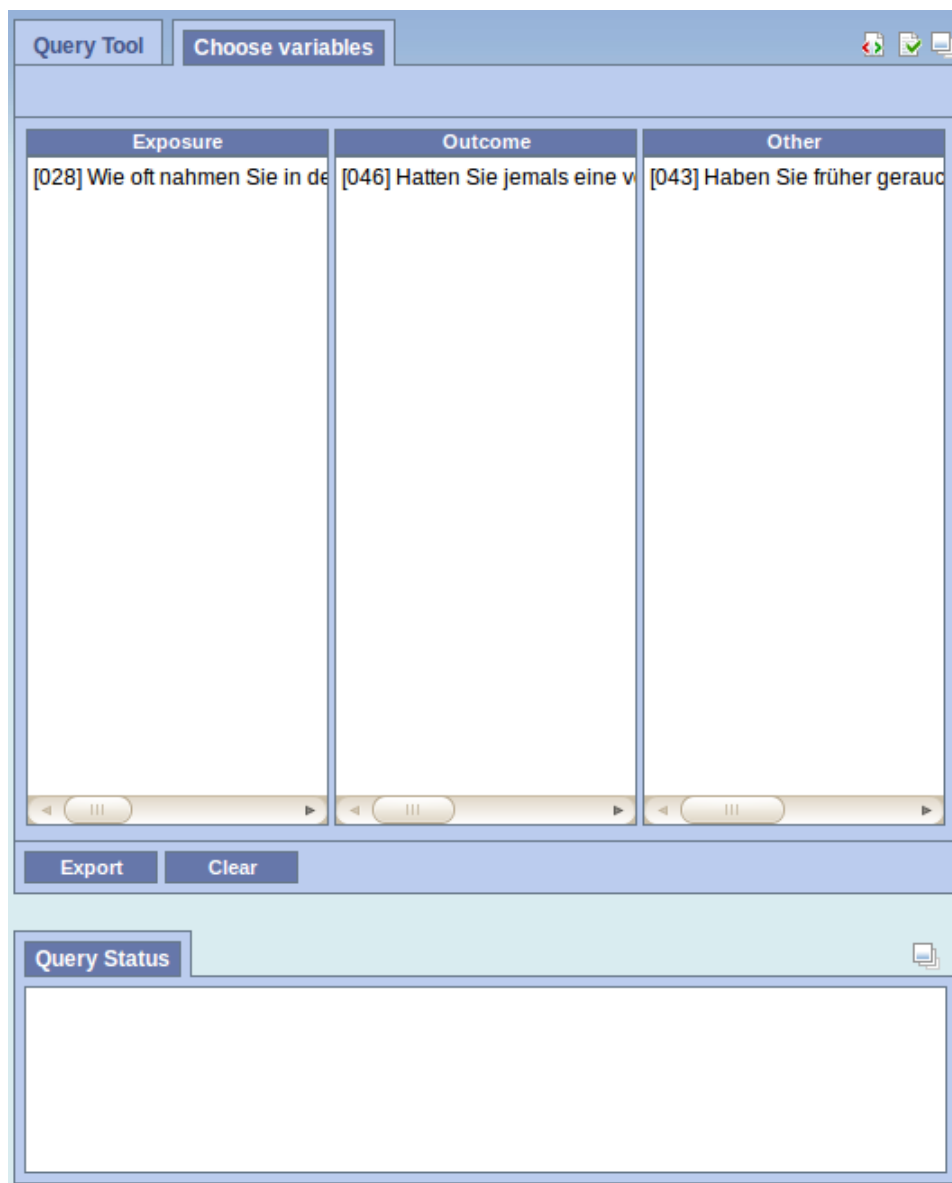 Query Tool
Choose variables
Exposure
Outcome
Other
[028] Wie oft nahmen Sie in de
[046] Hatten Sie jemals eine v
[043] Haben Sie früher gerauc
Export
Clear
Query Status